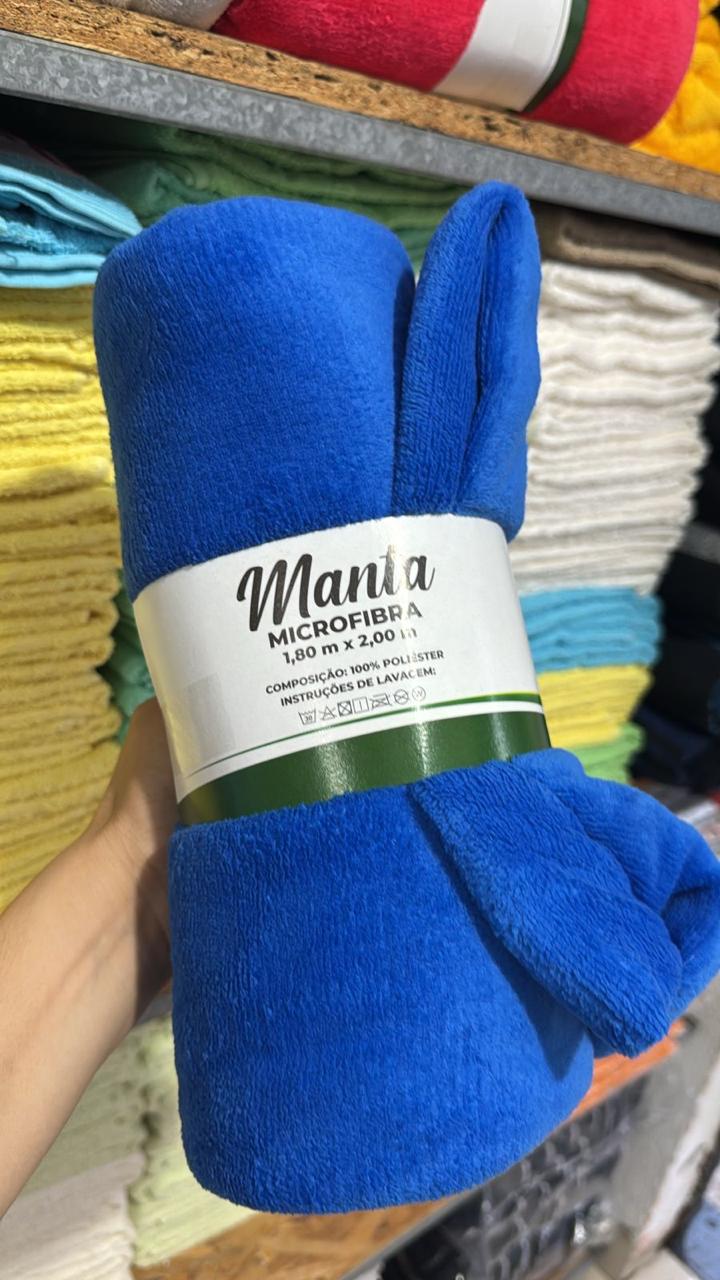 Manta
MICROFIBRA
1,80 m x 2,00 m
COMPOSIÇÃO: 100% POLIÉSTER
INSTRUÇÕES DE LAVAGEM: